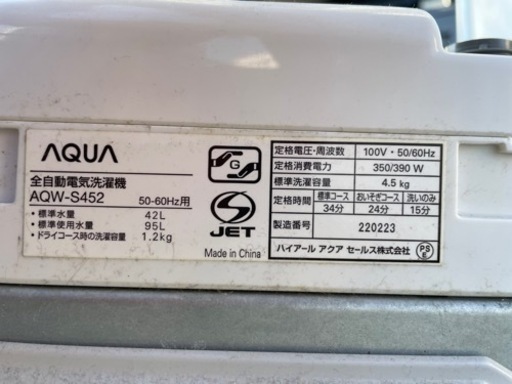 AQUA
全自動電気洗濯機
AQW-S452 50-60Hz用
・標準水量 42L
・標準使用水量 95L
・ドライコース時の洗濯容量 1.2kg
G
S
JET
Made in China
定格電圧・周波数 100V・50/60Hz
定格消費電力 350/390 W
標準洗濯容量 4.5 kg
定格時間 標準コース おいそぎコース 洗いのみ
34分 24分 15分
製造番号 220223
ハイアール アクア セールス株式会社 PSE